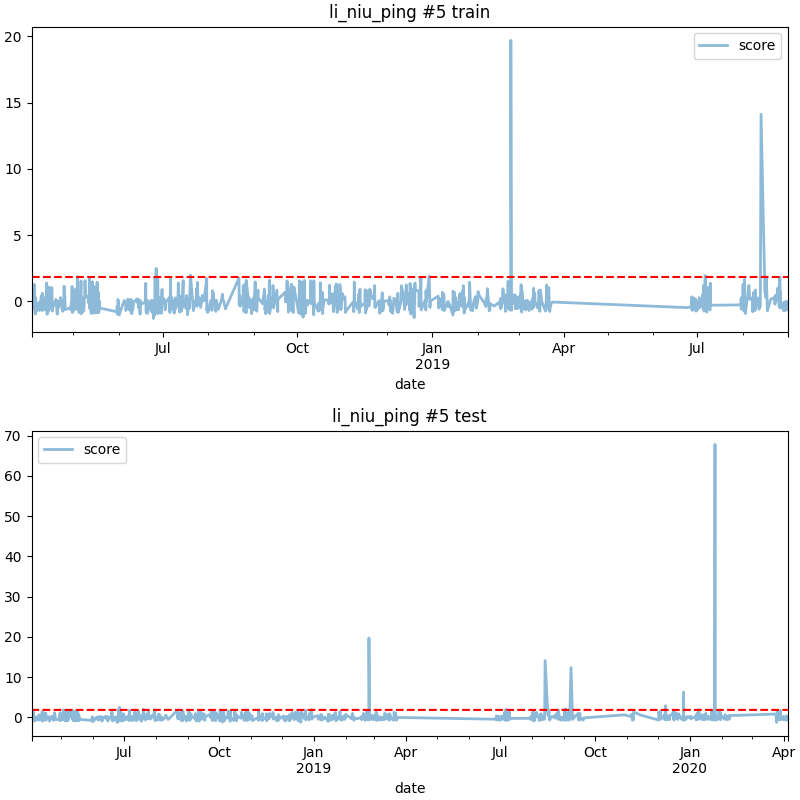 li_niu_ping #5 train
score
20
15
10
5
0
Jul
Oct
Jan
2019
Apr
Jul
date
li_niu_ping #5 test
score
70
60
50
40
30
20
10
0
Jul
Oct
Jan
2019
Apr
Jul
Oct
Jan
2020
Apr
date